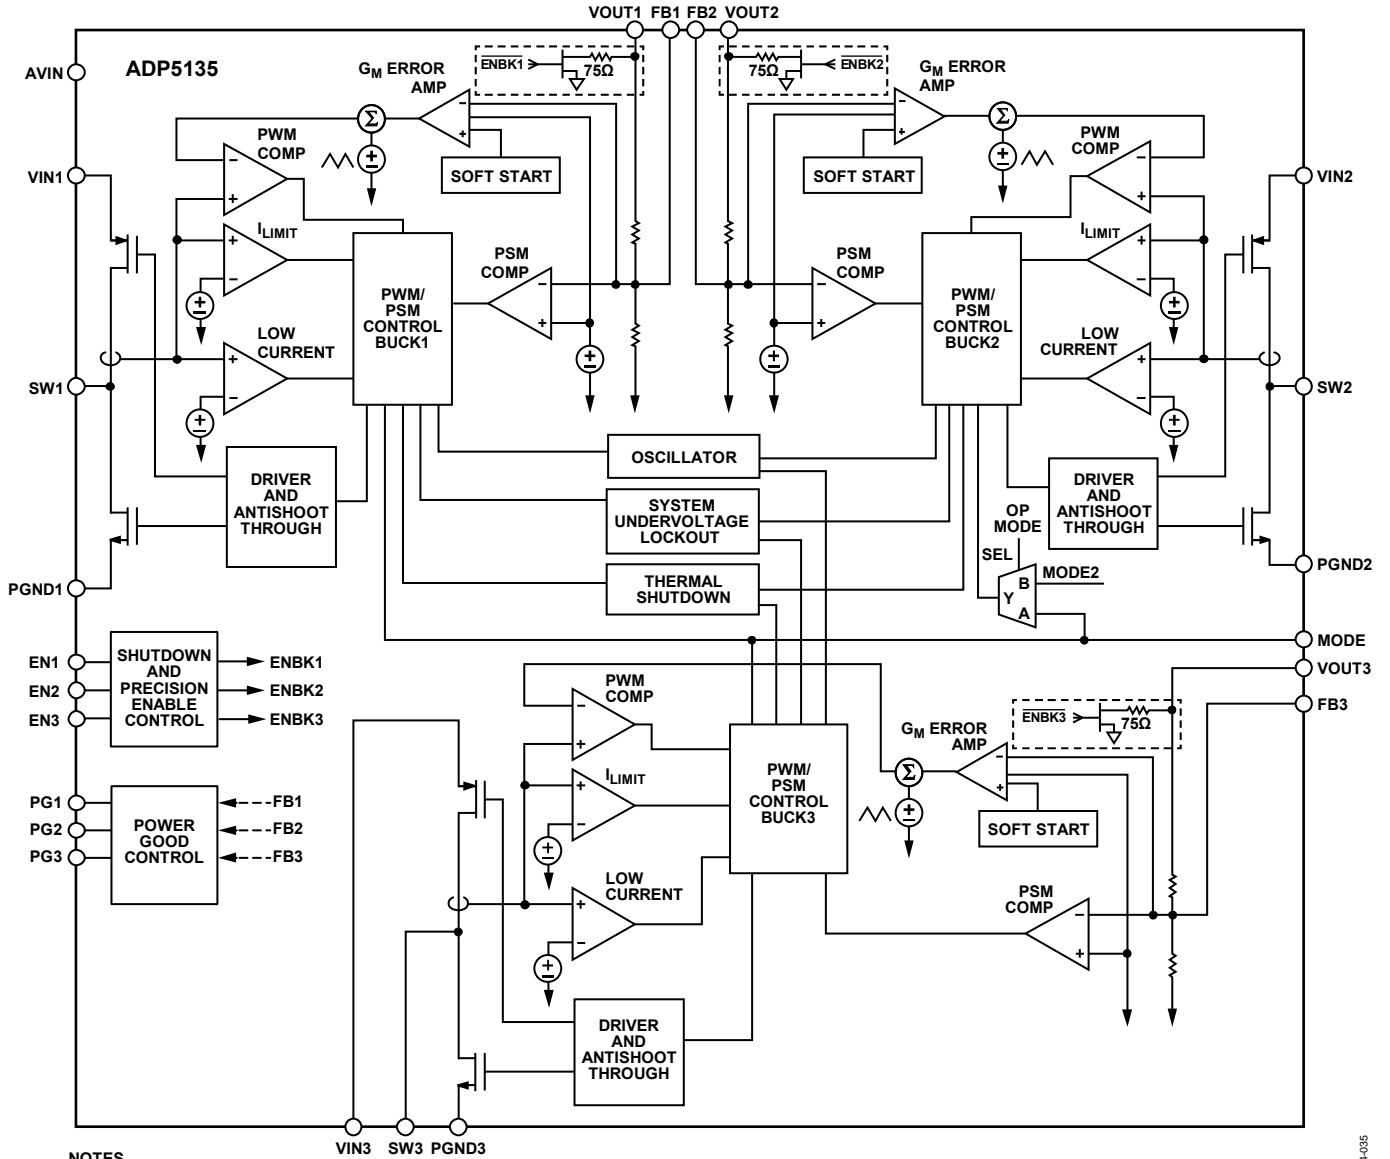 VOUT1 FB1 FB2 VOUT2
AVIN
ADP5135
ENBK1
75Ω
75Ω
ENBK2
GM ERROR
AMP
GM ERROR
AMP
Σ
Σ
PWM
COMP
PWM
COMP
SOFT START
SOFT START
VIN1
VIN2
ILIMIT
ILIMIT
PSM
COMP
PSM
COMP
PWM/
PSM
CONTROL
BUCK1
PWM/
PSM
CONTROL
BUCK2
LOW
CURRENT
LOW
CURRENT
SW1
SW2
OSCILLATOR
DRIVER
AND
ANTISHOOT
THROUGH
DRIVER
AND
ANTISHOOT
THROUGH
SYSTEM
UNDERVOLTAGE
LOCKOUT
OP
MODE
SEL
B
MODE2
Y
A
THERMAL
SHUTDOWN
PGND1
PGND2
MODE
VOUT3
FB3
EN1
EN2
EN3
SHUTDOWN
AND
PRECISION
ENABLE
CONTROL
ENBK1
ENBK2
ENBK3
PWM
COMP
ENBK3
75Ω
GM ERROR
AMP
Σ
ILIMIT
PWM/
PSM
CONTROL
BUCK3
SOFT START
PG1
PG2
PG3
POWER
GOOD
CONTROL
FB1
FB2
FB3
LOW
CURRENT
PSM
COMP
DRIVER
AND
ANTISHOOT
THROUGH
VIN3 SW3 PGND3
NOTES